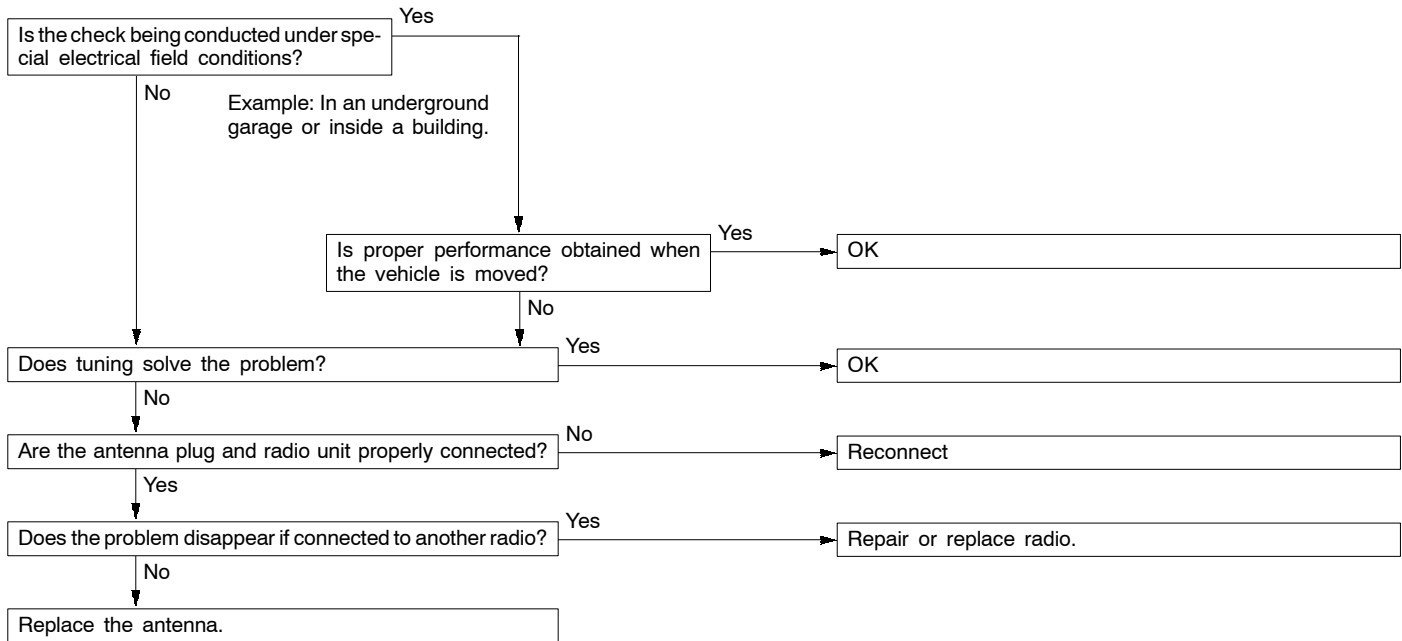 Yes
Is the check being conducted under spe-
cial electrical field conditions?
No
Example: In an underground
garage or inside a building.
Is proper performance obtained when
the vehicle is moved?
Yes
OK
No
Does tuning solve the problem?
Yes
OK
No
Are the antenna plug and radio unit properly connected?
No
Reconnect
Yes
Does the problem disappear if connected to another radio?
Yes
Repair or replace radio.
No
Replace the antenna.